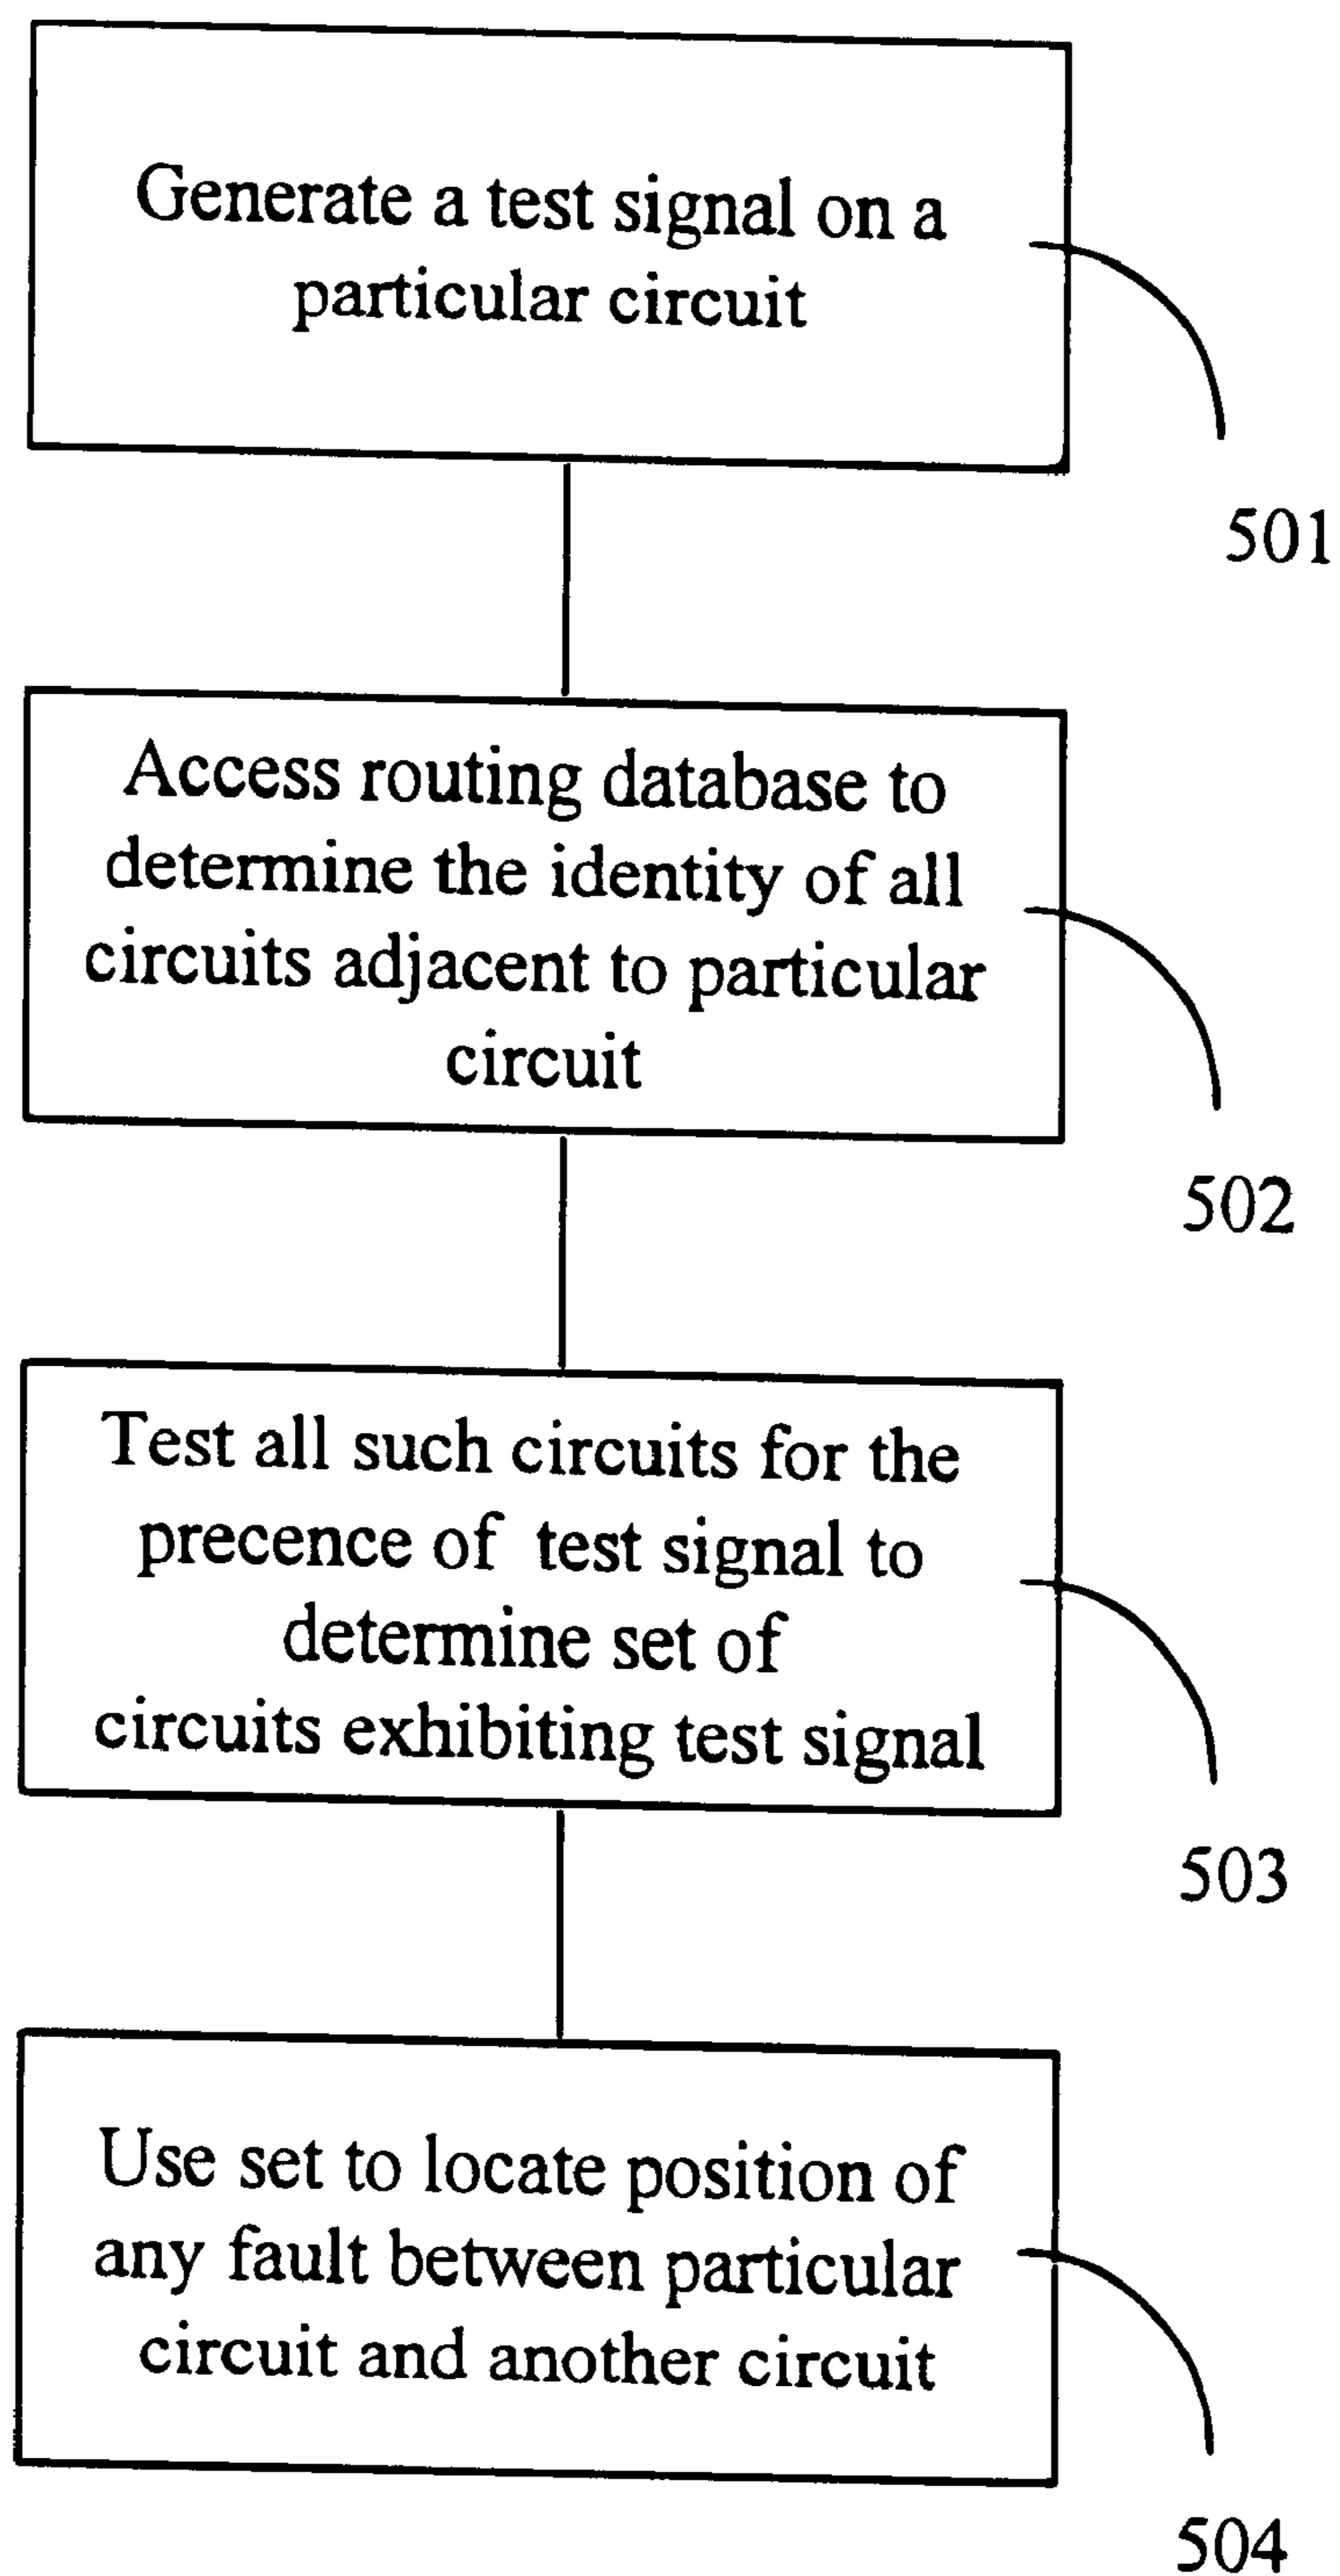 Generate a test signal on a
particular circuit
501
Access routing database to
determine the identity of all
circuits adjacent to particular
circuit
502
Test all such circuits for the
precence of test signal to
determine set of
circuits exhibiting test signal
503
Use set to locate position of
any fault between particular
circuit and another circuit
504